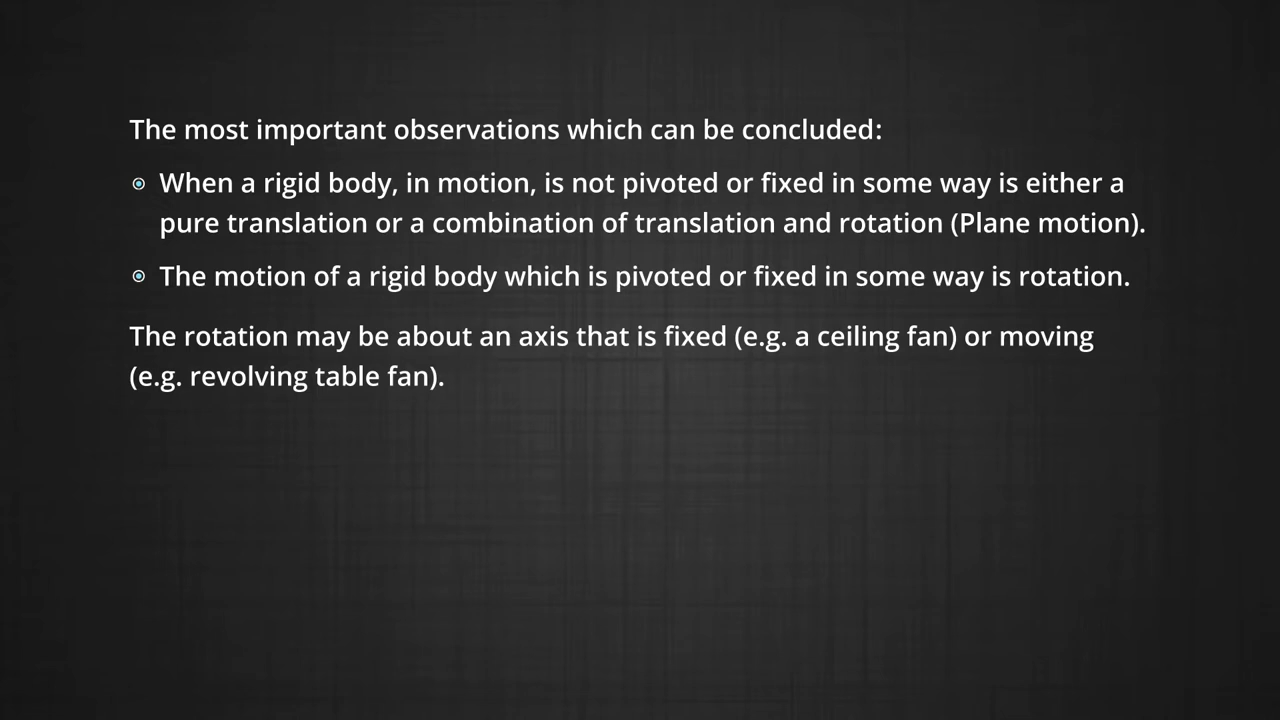 The most important observations which can be concluded:
When a rigid body, in motion, is not pivoted or fixed in some way is either a
pure translation or a combination of translation and rotation (Plane motion).
The motion of a rigid body which is pivoted or fixed in some way is rotation.
The rotation may be about an axis that is fixed (e.g. a ceiling fan) or moving
(e.g. revolving table fan).